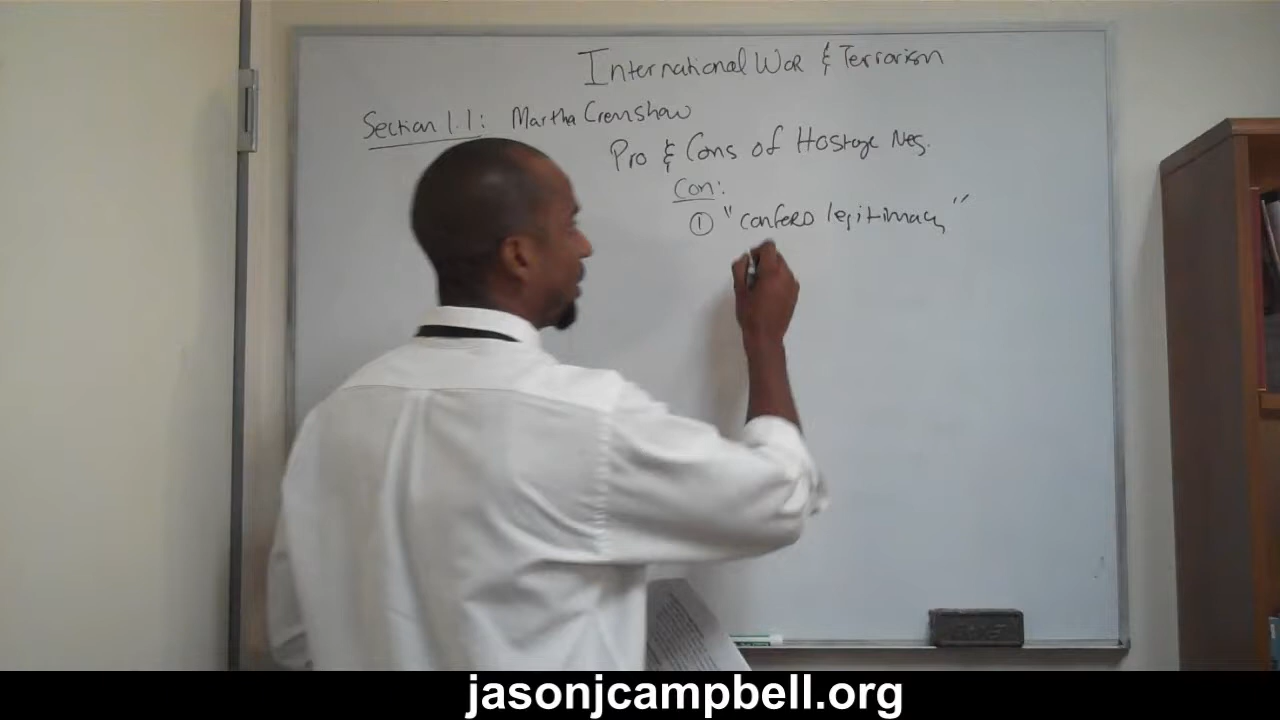 International War & Terrorism
Section 1.1: Martha Crenshaw
Pro & Cons of Hostage Neg.
Con:
① "confers legitimacy"
jasonjcampbell.org